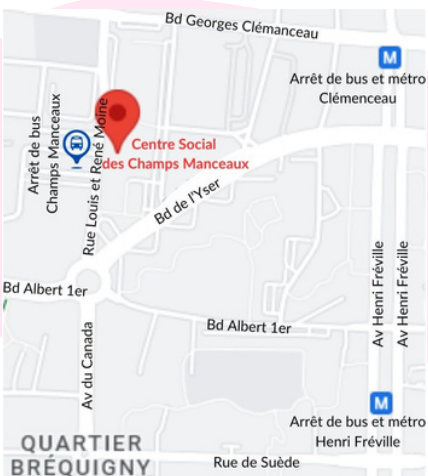 Bd Georges Clémanceau
M
Arrêt de bus et métro
Clémenceau
Arrêt de bus
Champs Manceaux
Rue Louis et René Moine
Centre Social
des Champs Manceaux
Bd de l'Yser
Bd Albert 1er
Bd Albert 1er
Av Henri Fréville
Av Henri Fréville
Av du Canada
M
Arrêt de bus et métro
Henri Fréville
QUARTIER
BRÉQUIGNY
Rue de Suède